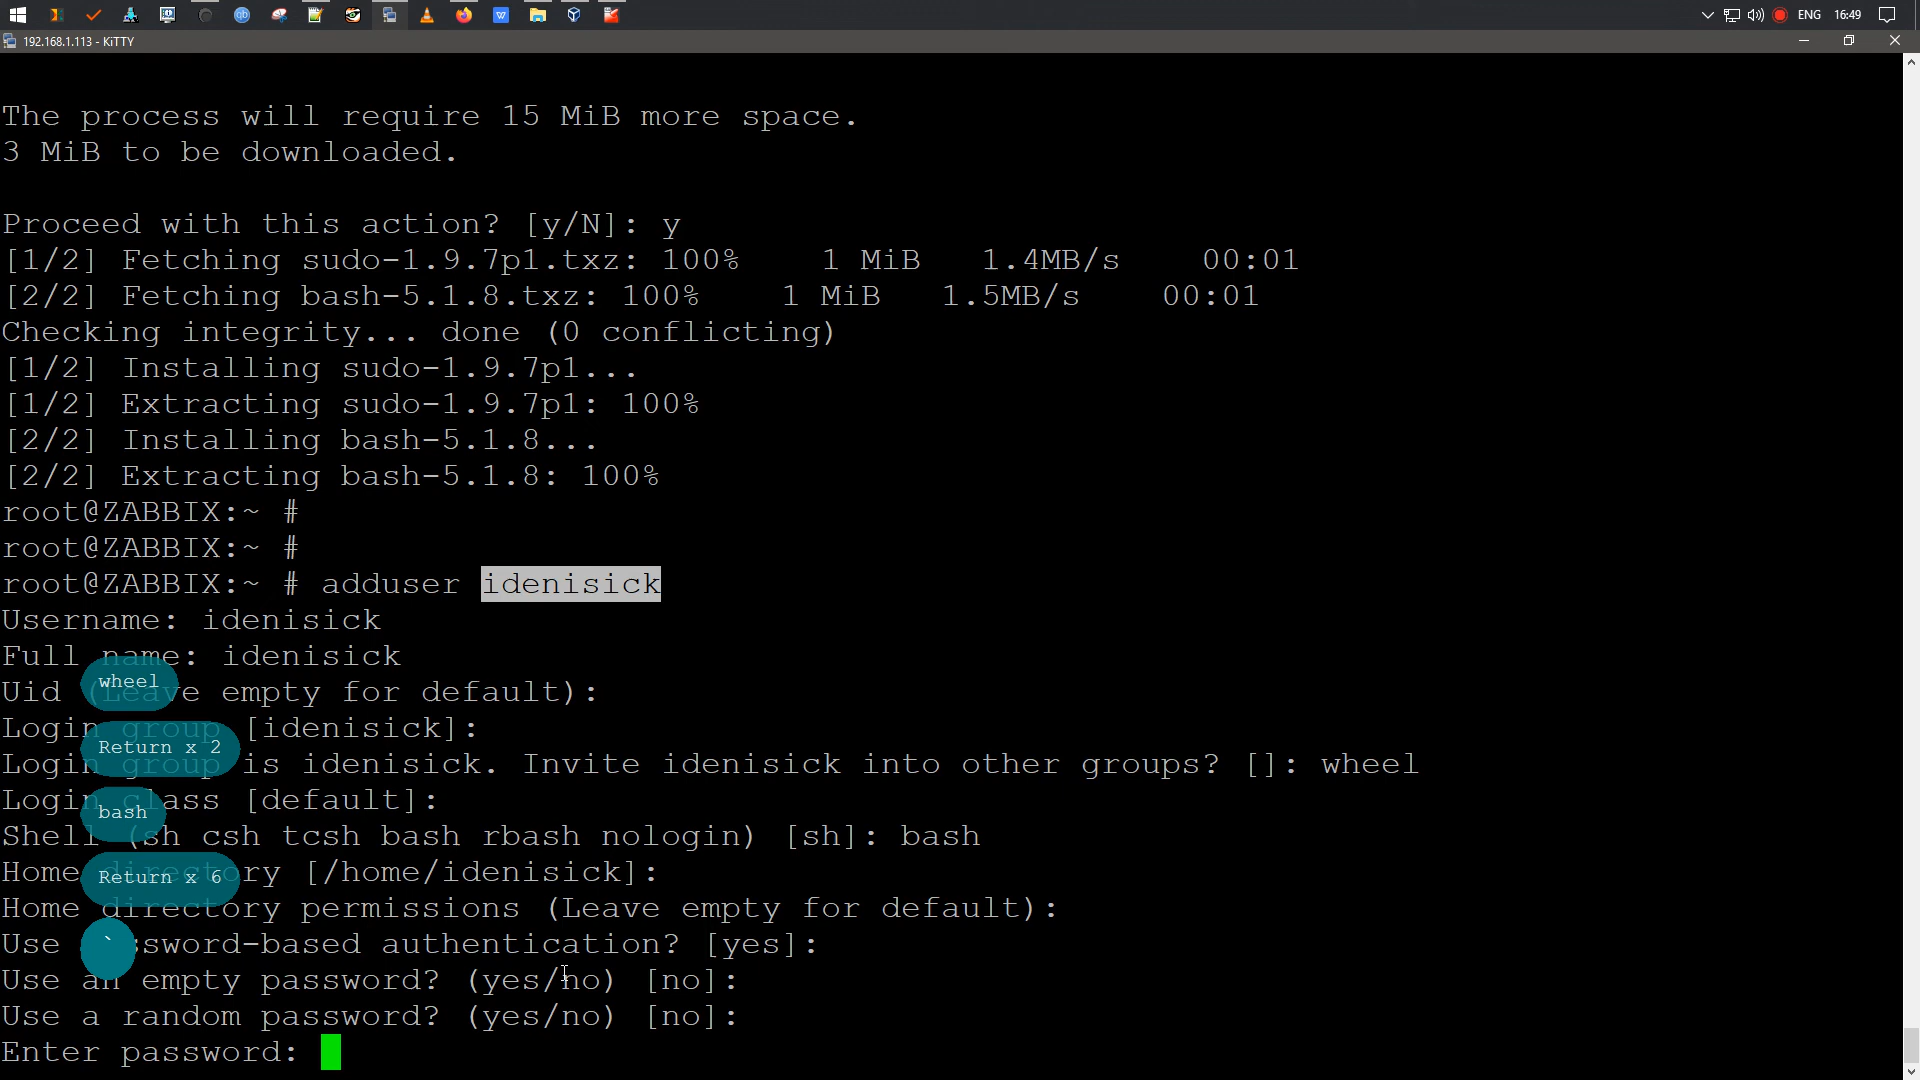 ENG 16:49
192.168.1.113 - KiTTY
The process will require 15 MiB more space.
3 MiB to be downloaded.
Proceed with this action? [y/N]: y
[1/2] Fetching sudo-1.9.7p1.txz: 100% 1 MiB 1.4MB/s 00:01
[2/2] Fetching bash-5.1.8.txz: 100% 1 MiB 1.5MB/s 00:01
Checking integrity... done (0 conflicting)
[1/2] Installing sudo-1.9.7p1...
[1/2] Extracting sudo-1.9.7p1: 100%
[2/2] Installing bash-5.1.8...
[2/2] Extracting bash-5.1.8: 100%
root@ZABBIX:~ #
root@ZABBIX:~ #
root@ZABBIX:~ # adduser idenisick
Username: idenisick
Full name: idenisick
wheel
Uid (Leave empty for default):
Login group [idenisick]:
Return x 2
Login group is idenisick. Invite idenisick into other groups? []: wheel
Login class [default]:
bash
Shell (sh csh tcsh bash rbash nologin) [sh]: bash
Home directory [/home/idenisick]:
Return x 6
Home directory permissions (Leave empty for default):
Use password-based authentication? [yes]:
`
Use an empty password? (yes/no) [no]:
Use a random password? (yes/no) [no]:
Enter password: